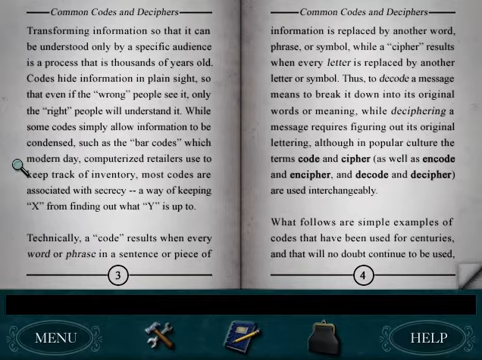 Common Codes and Deciphers
Transforming information so that it can
be understood only by a specific audience
is a process that is thousands of years old.
Codes hide information in plain sight, so
that even if the “wrong” people see it, only
the “right” people will understand it. While
some codes simply allow information to be
condensed, such as the “bar codes” which
modern day, computerized retailers use to
keep track of inventory, most codes are
associated with secrecy -- a way of keeping
“X” from finding out what “Y” is up to.
Technically, a “code” results when every
word or phrase in a sentence or piece of
3
Common Codes and Deciphers
information is replaced by another word,
phrase, or symbol, while a “cipher” results
when every letter is replaced by another
letter or symbol. Thus, to decode a message
means to break it down into its original
words or meaning, while deciphering a
message requires figuring out its original
lettering, although in popular culture the
terms code and cipher (as well as encode
and encipher, and decode and decipher)
are used interchangeably.
What follows are simple examples of
codes that have been used for centuries,
and that will no doubt continue to be used,
4
MENU
HELP